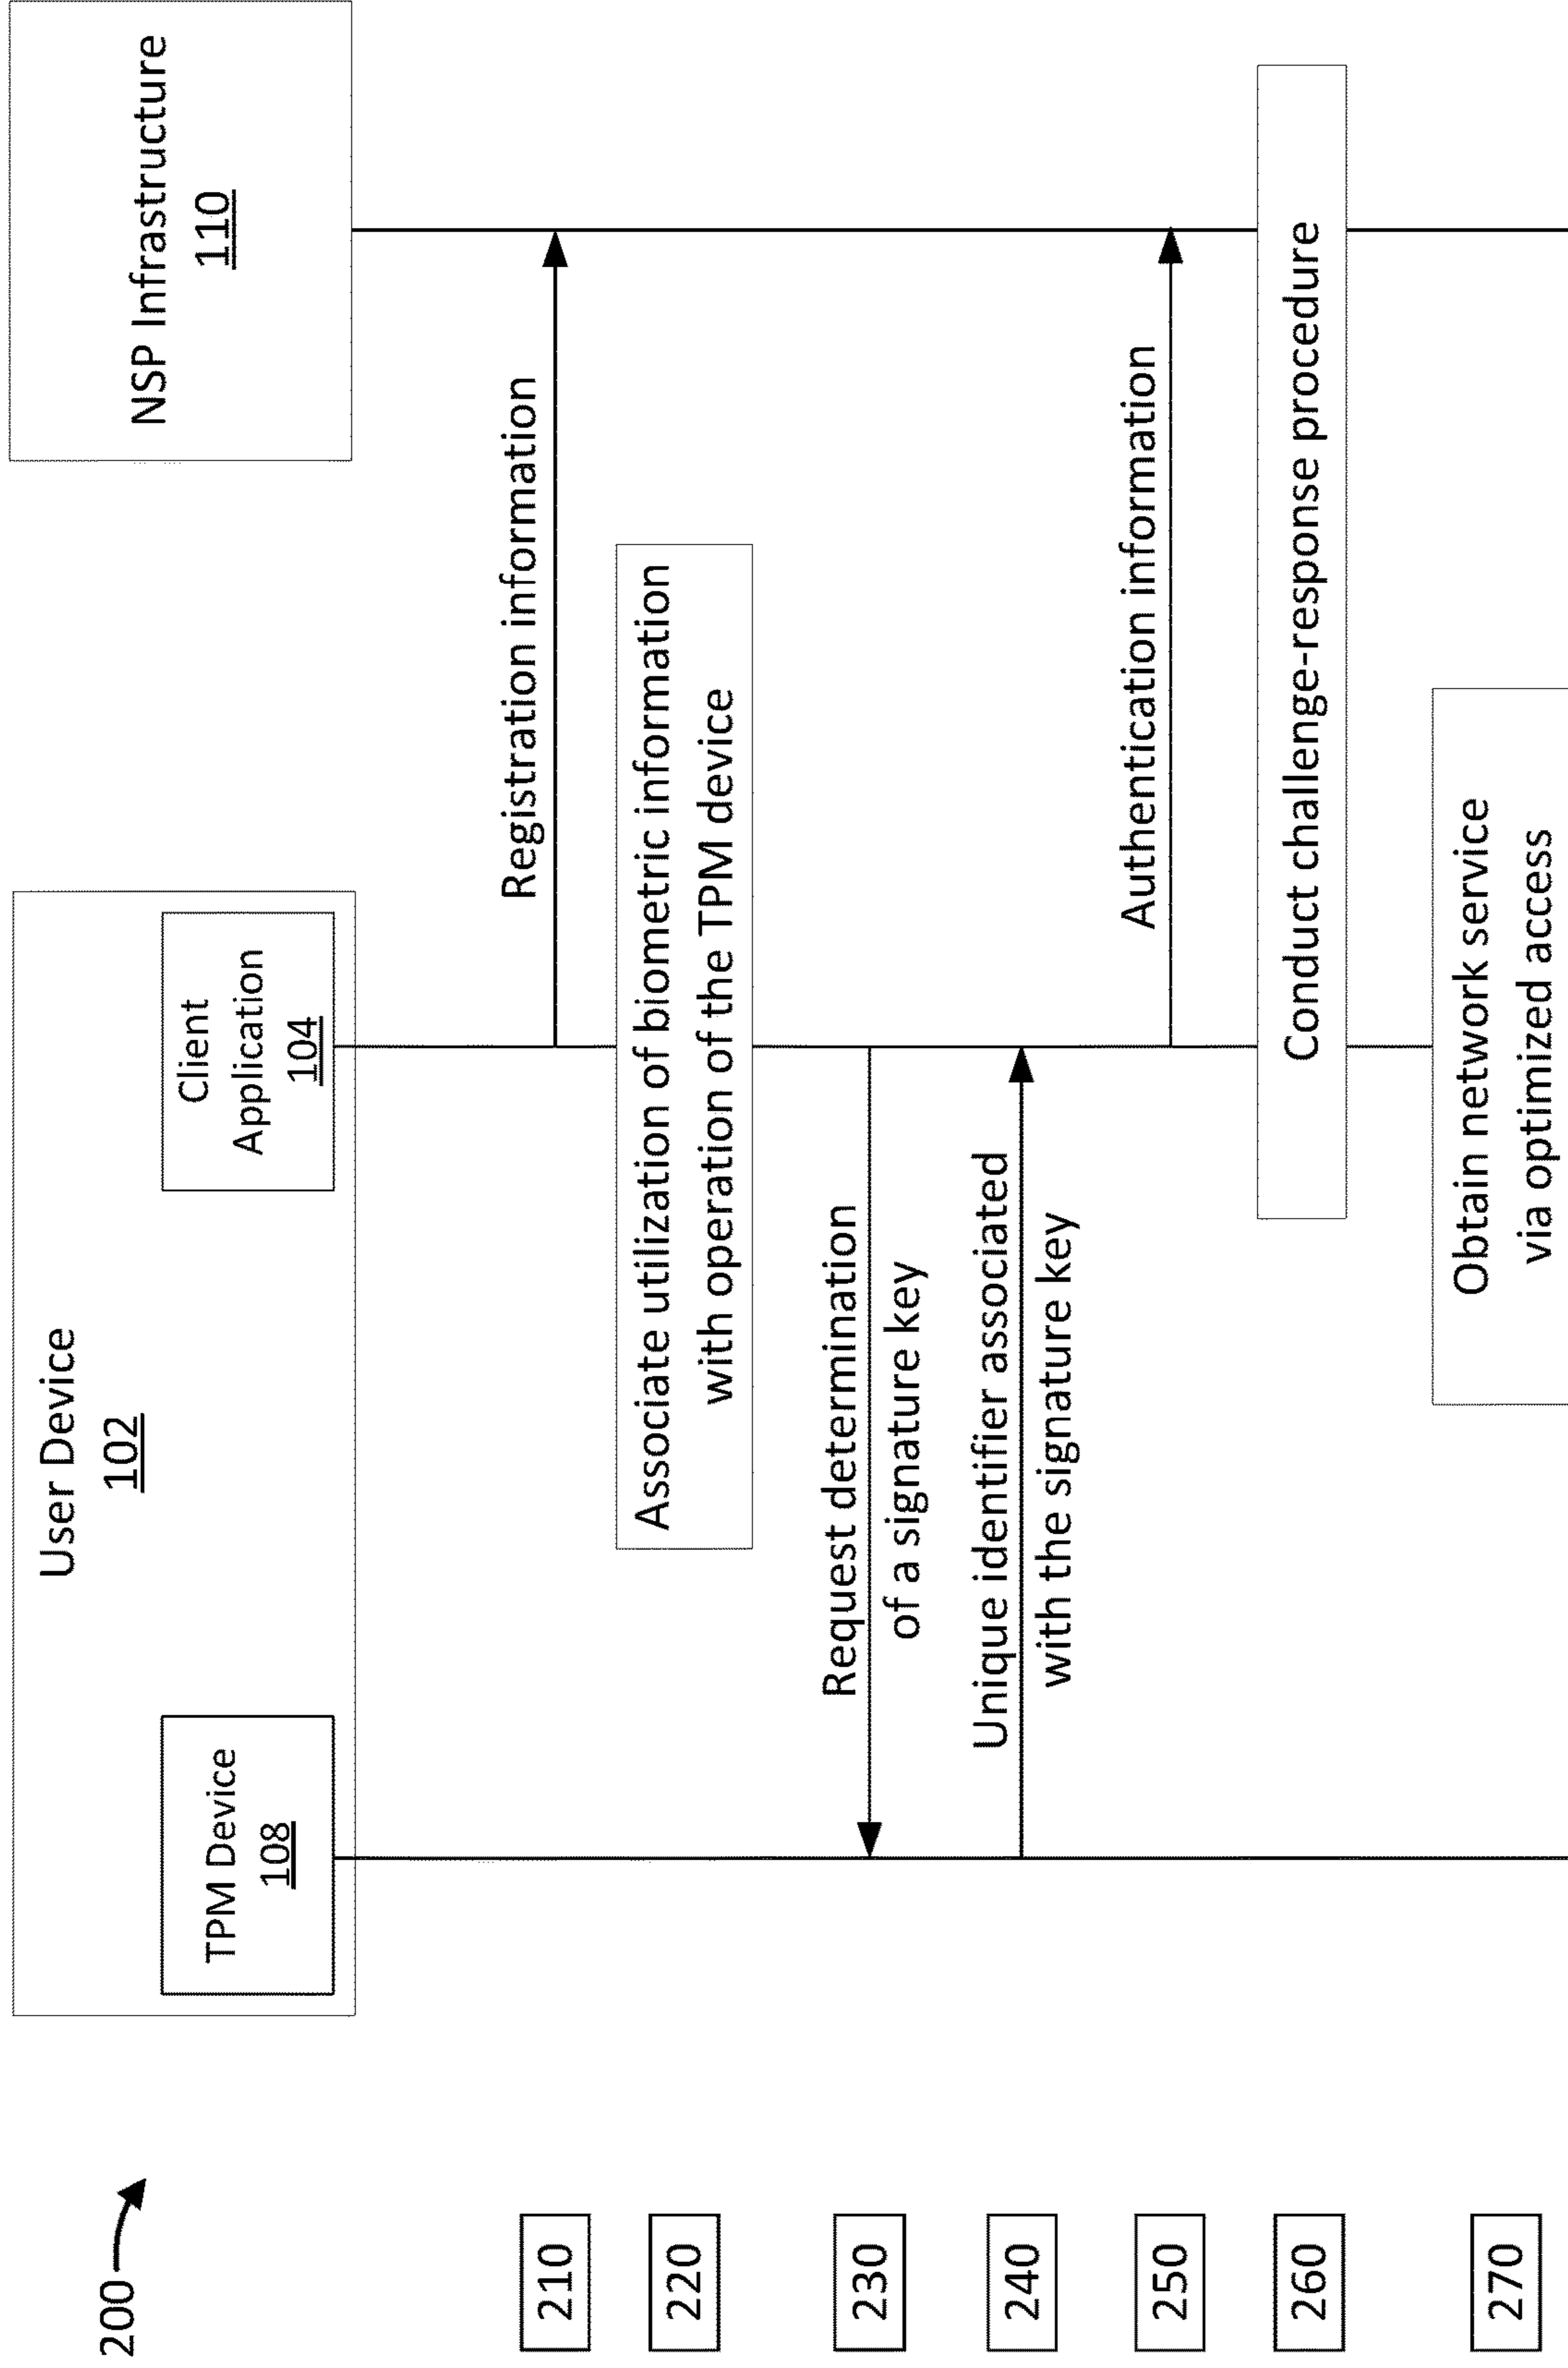 200
User Device
102
TPM Device
108
Client
Application
104
NSP Infrastructure
110
210
Registration information
220
Associate utilization of biometric information
with operation of the TPM device
230
Request determination
of a signature key
240
Unique identifier associated
with the signature key
250
Authentication information
260
Conduct challenge-response procedure
270
Obtain network service
via optimized access